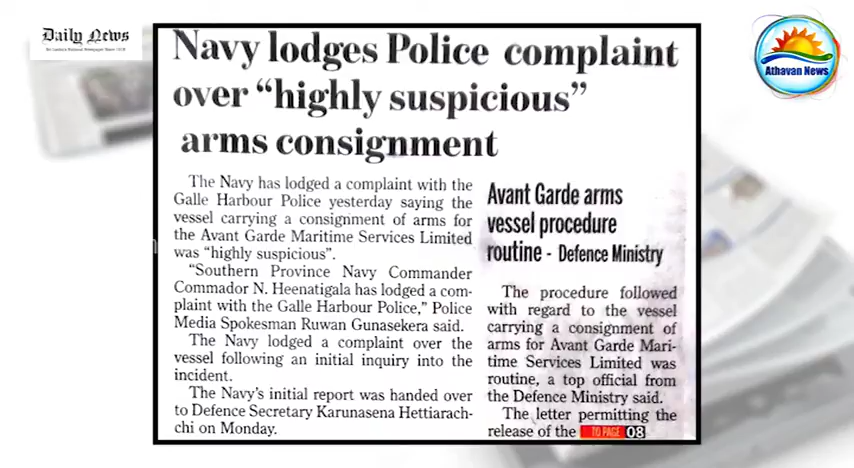 Daily News
Athavan News
Navy lodges Police complaint
over “highly suspicious”
arms consignment
The Navy has lodged a complaint with the
Galle Harbour Police yesterday saying the
vessel carrying a consignment of arms for
the Avant Garde Maritime Services Limited
was “highly suspicious”.
“Southern Province Navy Commander
Commador N. Heenatigala has lodged a com-
plaint with the Galle Harbour Police,” Police
Media Spokesman Ruwan Gunasekera said.
The Navy lodged a complaint over the
vessel following an initial inquiry into the
incident.
The Navy’s initial report was handed over
to Defence Secretary Karunasena Hettiarach-
chi on Monday.
Avant Garde arms
vessel procedure
routine - Defence Ministry
The procedure followed
with regard to the vessel
carrying a consignment of
arms for Avant Garde Mari-
time Services Limited was
routine, a top official from
the Defence Ministry said.
The letter permitting the
release of the TO PAGE 08